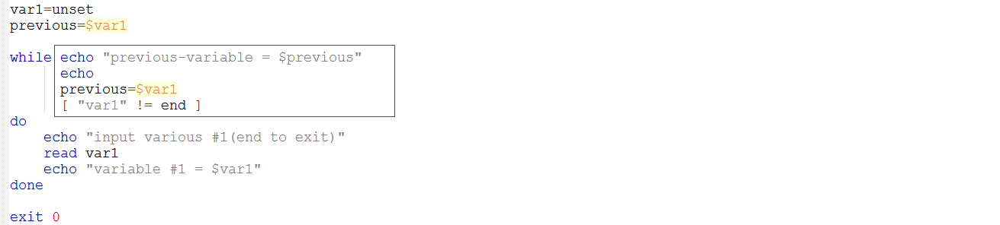 var1=unset
previous=$var1
while echo "previous-variable = $previous"
echo
previous=$var1
[ "var1" != end ]
do
echo "input various #1(end to exit)"
read var1
echo "variable #1 = $var1"
done
exit 0